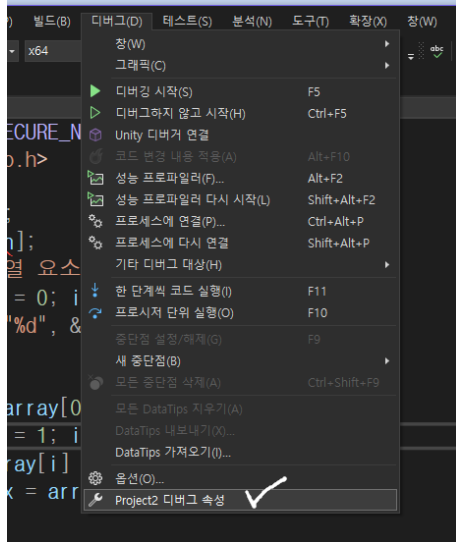 빌드(B) 디버그(D) 테스트(S) 분석(N) 도구(T) 확장(X) 창(W)
x64
abc
창(W)
그래픽(C)
디버깅 시작(S) F5
디버그하지 않고 시작(H) Ctrl+F5
Unity 디버거 연결
코드 변경 내용 적용(A) Alt+F10
성능 프로파일러(F)... Alt+F2
성능 프로파일러 다시 시작(L) Shift+Alt+F2
프로세스에 연결(P)... Ctrl+Alt+P
프로세스에 다시 연결 Shift+Alt+P
기타 디버그 대상(H)
한 단계씩 코드 실행(I) F11
프로시저 단위 실행(O) F10
중단점 설정/해제(G) F9
새 중단점(B)
모든 중단점 삭제(A) Ctrl+Shift+F9
모든 DataTips 지우기(A)
DataTips 내보내기(X)...
DataTips 가져오기(I)...
옵션(O)...
Project2 디버그 속성
ECURE_N
o.h>
;
n];
열 요소
= 0; i
"%d", &
array[0
= 1; i
ray[i]
x = arr